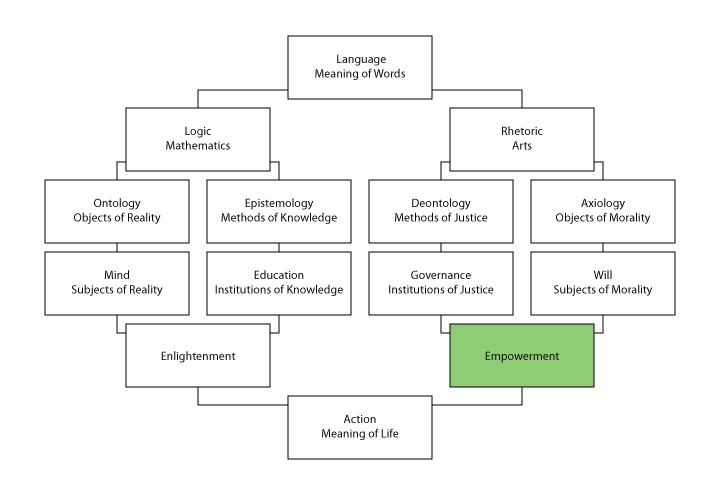 Language
Meaning of Words
Logic
Mathematics
Rhetoric
Arts
Ontology
Objects of Reality
Epistemology
Methods of Knowledge
Deontology
Methods of Justice
Axiology
Objects of Morality
Mind
Subjects of Reality
Education
Institutions of Knowledge
Governance
Institutions of Justice
Will
Subjects of Morality
Enlightenment
Empowerment
Action
Meaning of Life